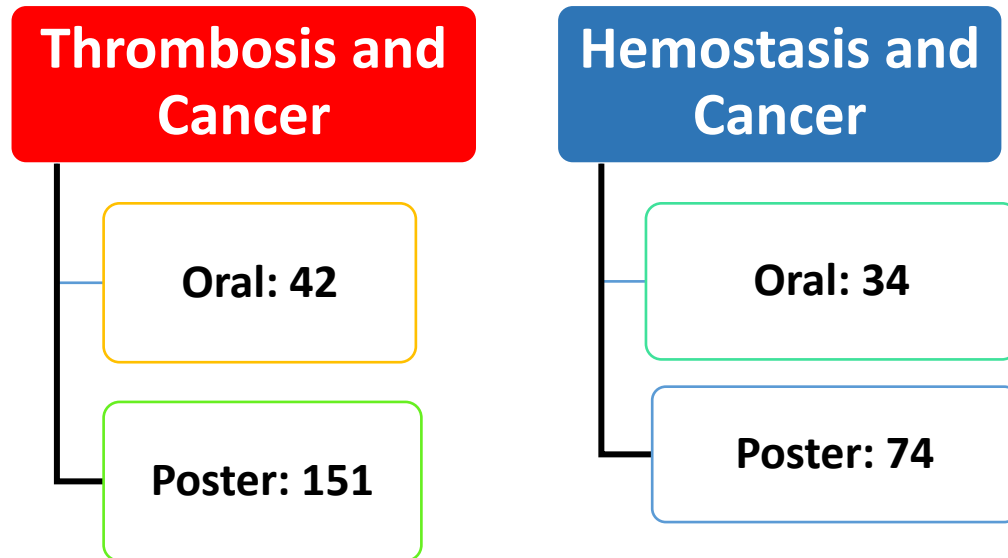 Thrombosis and
Cancer
Oral: 42
Poster: 151
Hemostasis and
Cancer
Oral: 34
Poster: 74